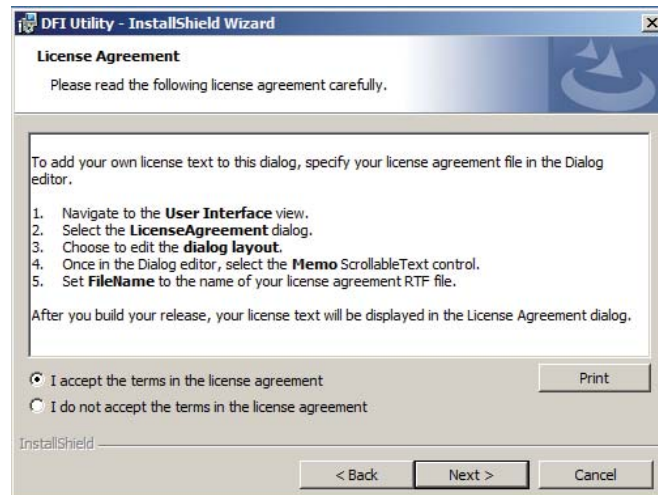 DFI Utility - InstallShield Wizard
License Agreement
Please read the following license agreement carefully.
To add your own license text to this dialog, specify your license agreement file in the Dialog
editor.
1. Navigate to the User Interface view.
2. Select the LicenseAgreement dialog.
3. Choose to edit the dialog layout.
4. Once in the Dialog editor, select the Memo ScrollableText control.
5. Set FileName to the name of your license agreement RTF file.
After you build your release, your license text will be displayed in the License Agreement dialog.
I accept the terms in the license agreement
Print
I do not accept the terms in the license agreement
InstallShield
< Back
Next >
Cancel